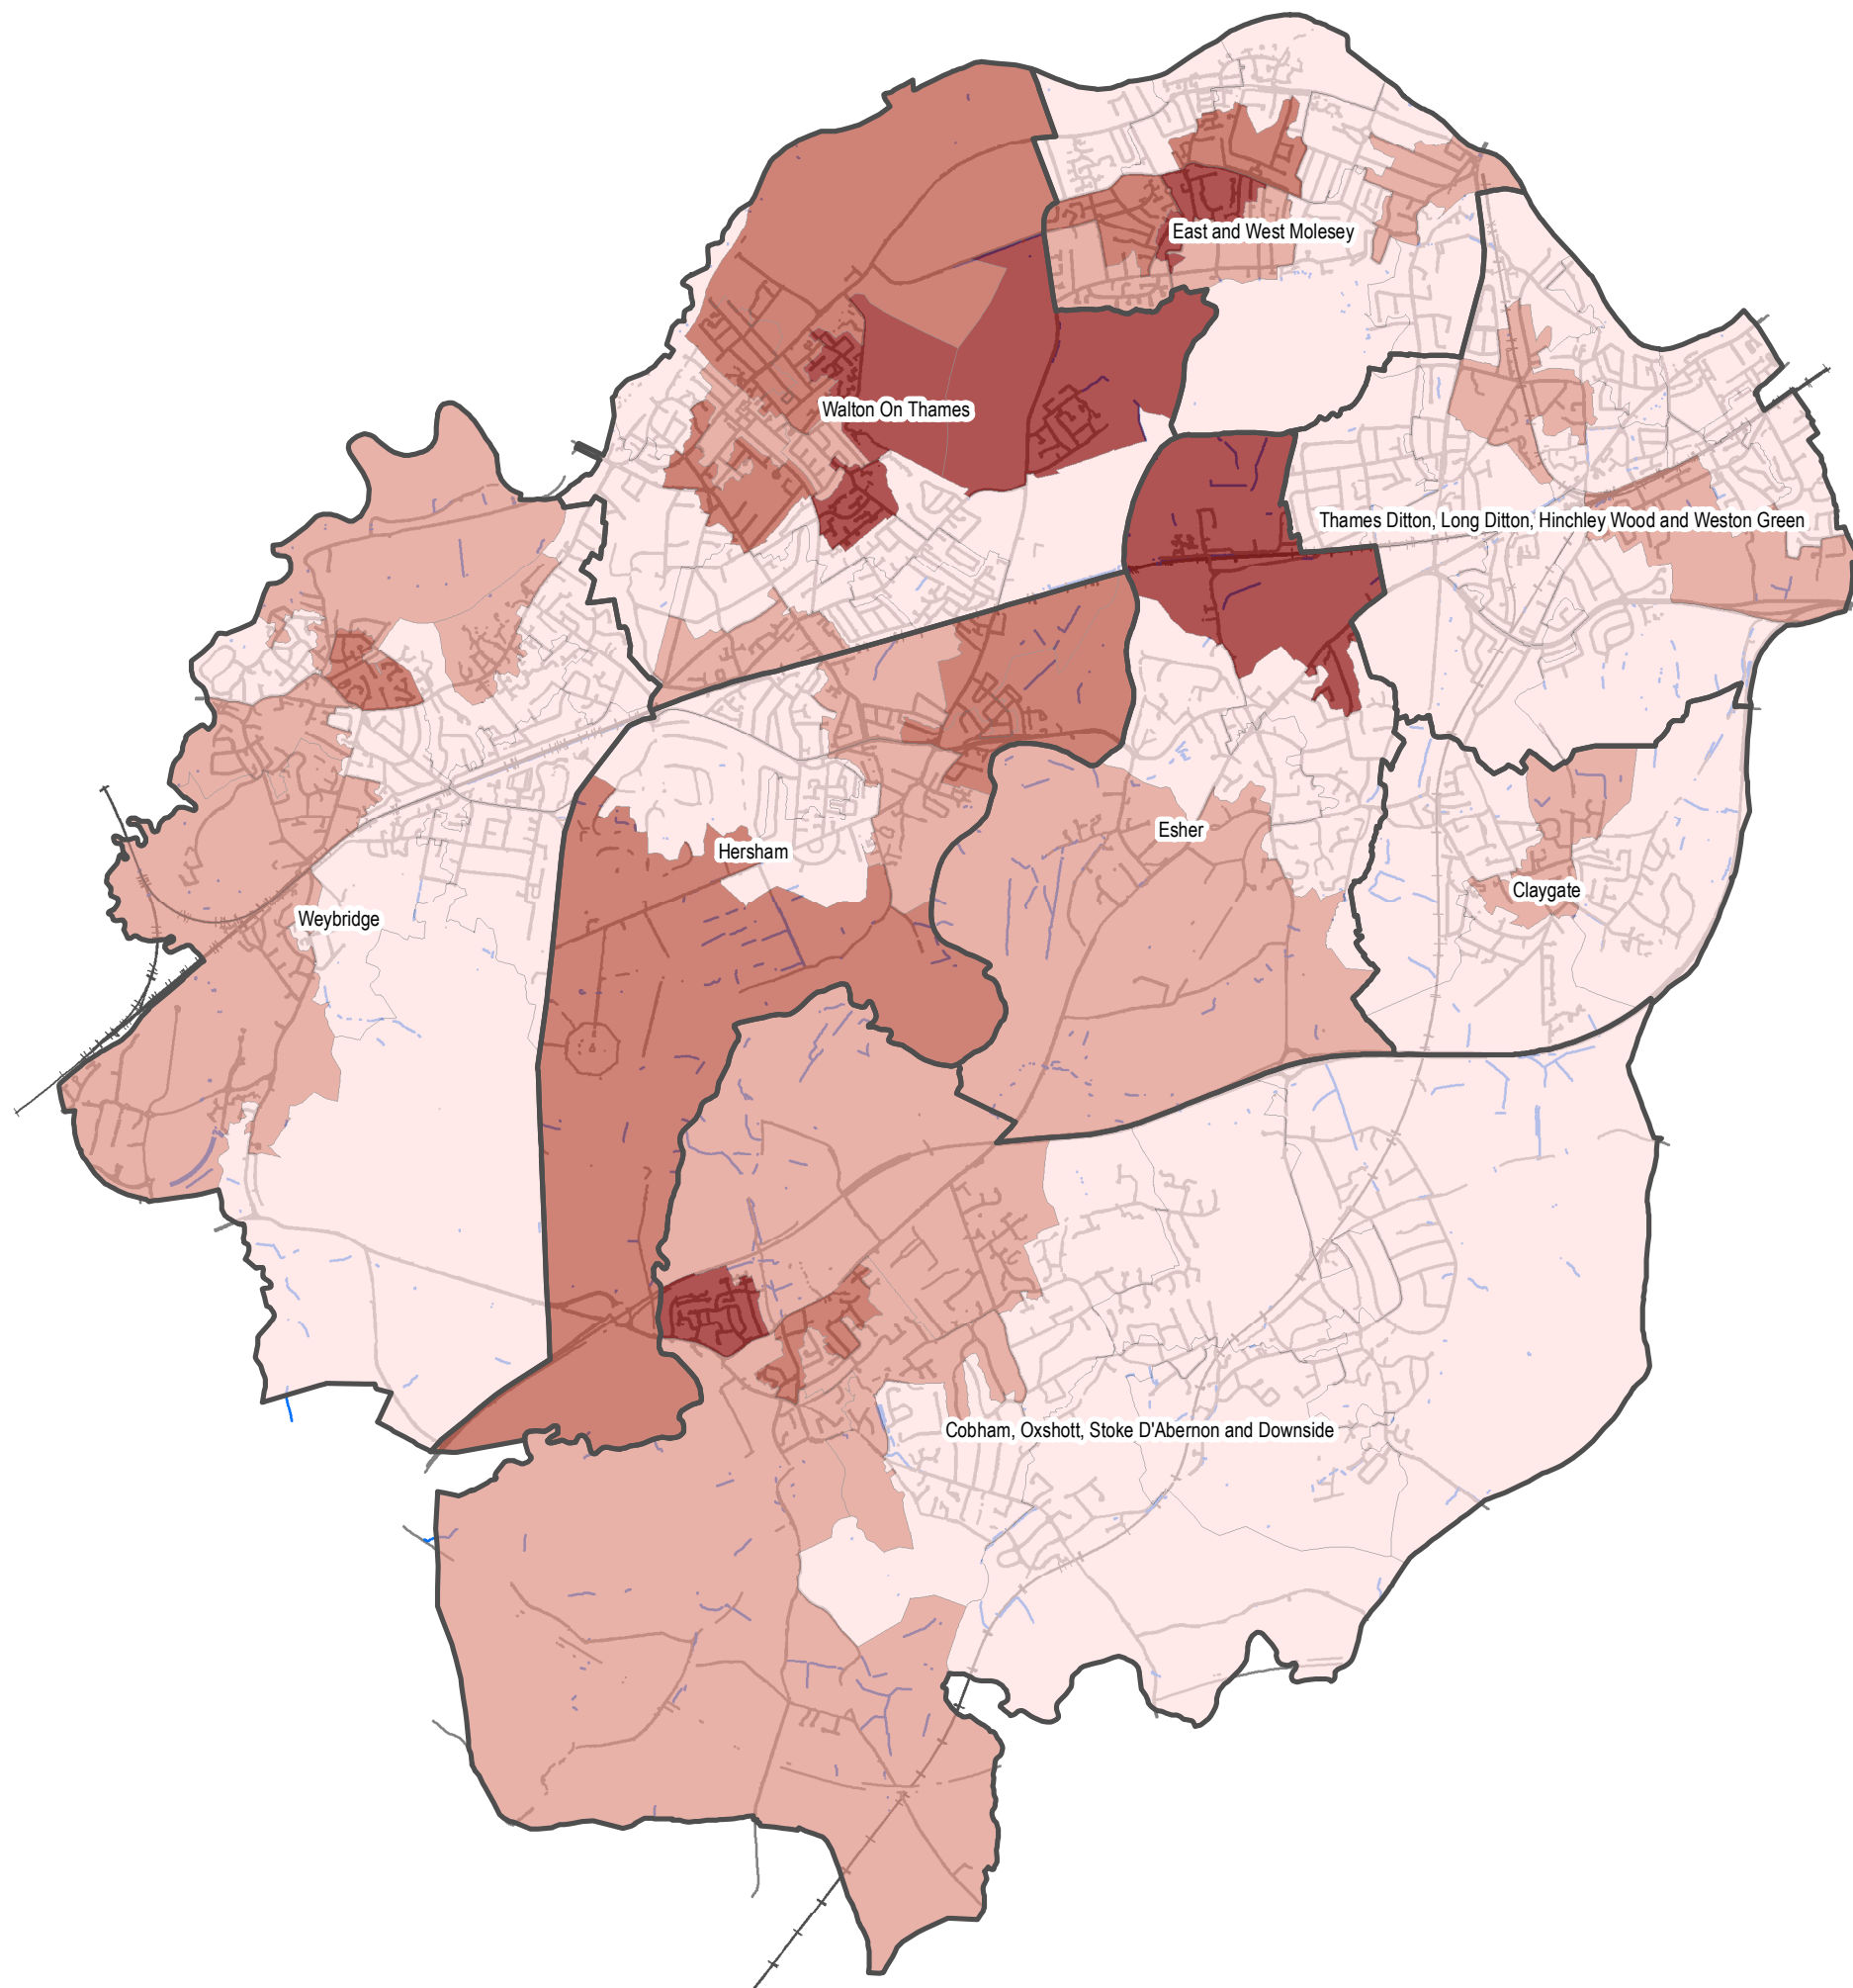 East and West Molesey
Walton On Thames
Thames Ditton, Long Ditton, Hinchley Wood and Weston Green
Esher
Hersham
Claygate
Weybridge
Cobham, Oxshott, Stoke D'Abernon and Downside